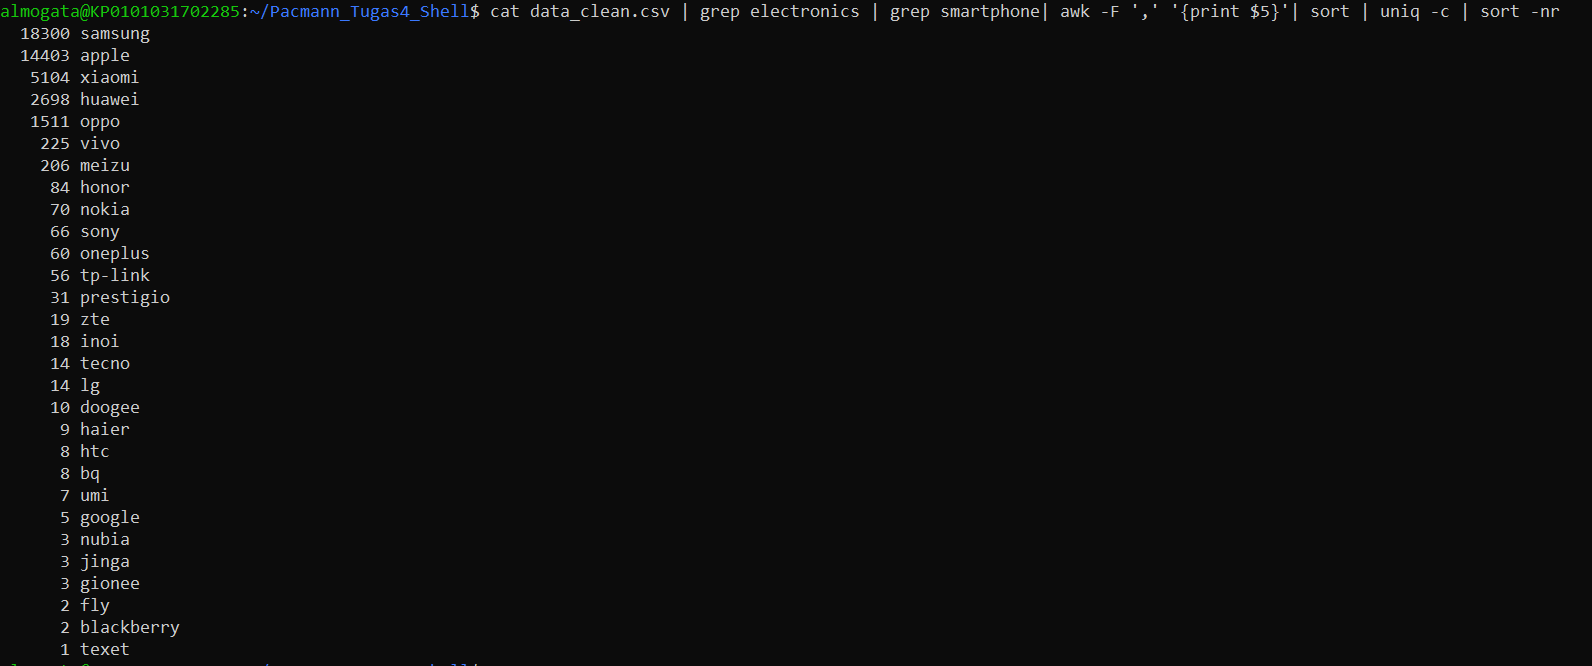 almogata@KP0101031702285:~/Pacmann_Tugas4_Shell$ cat data_clean.csv | grep electronics | grep smartphone| awk -F ',' '{print $5}'| sort | uniq -c | sort -nr
18300 samsung
14403 apple
5104 xiaomi
2698 huawei
1511 oppo
225 vivo
206 meizu
84 honor
70 nokia
66 sony
60 oneplus
56 tp-link
31 prestigio
19 zte
18 inoi
14 tecno
14 lg
10 doogee
9 haier
8 htc
8 bq
7 umi
5 google
3 nubia
3 jinga
3 gionee
2 fly
2 blackberry
1 texet